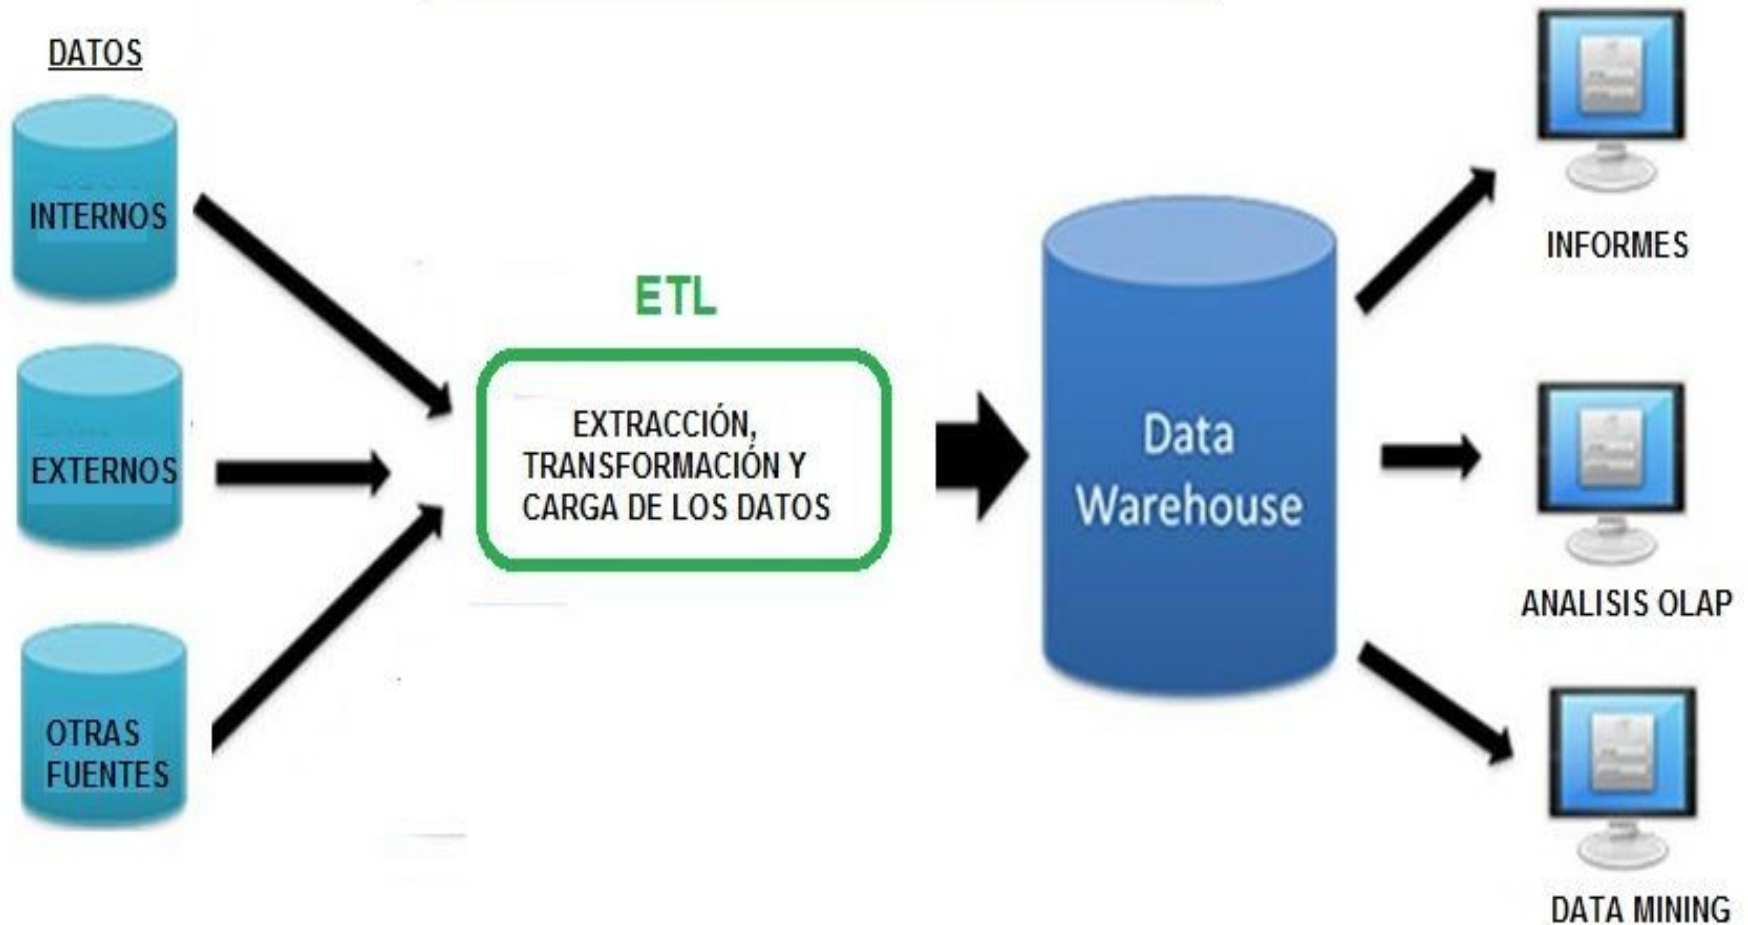 DATOS
INTERNOS
EXTERNOS
OTRAS
FUENTES
ETL
EXTRACCIÓN,
TRANSFORMACIÓN Y
CARGA DE LOS DATOS
Data
Warehouse
INFORMES
ANALISIS OLAP
DATA MINING